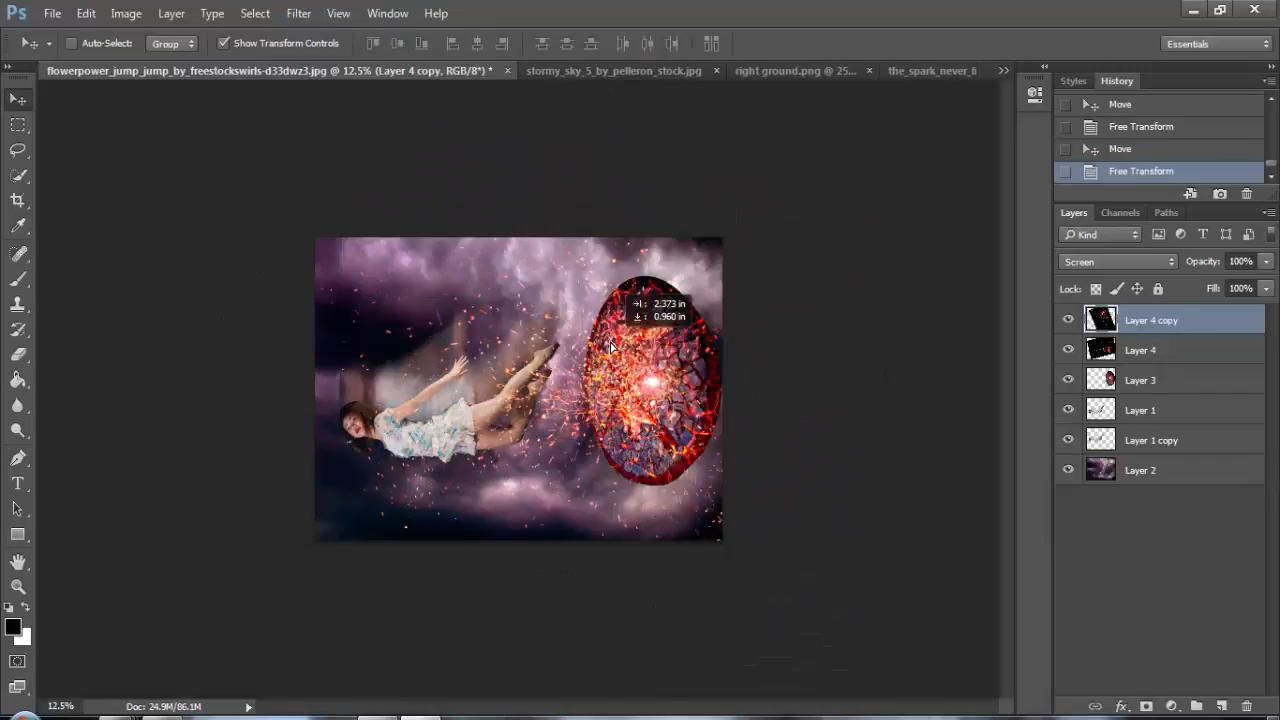 Ps File Edit Image Layer Type Select Filter 3D View Window Help
Auto-Select: Group Show Transform Controls Essentials
flowerpower_jump_jump_by_freestockswirls-d33dwz3.jpg @ 12.5% (Layer 4 copy, RGB/8*) * × stormy_sky_5_by_pelleron_stock.jpg × right ground.png @ 25... × the_spark_never_fi
Styles History
Move
Free Transform
Move
Free Transform
Layers Channels Paths
Kind
Screen Opacity: 100%
Lock: Fill: 100%
Layer 4 copy
Layer 4
Layer 3
Layer 1
Layer 1 copy
Layer 2
2.373 in
0.960 in
12.5% Doc: 24.9M/86.1M